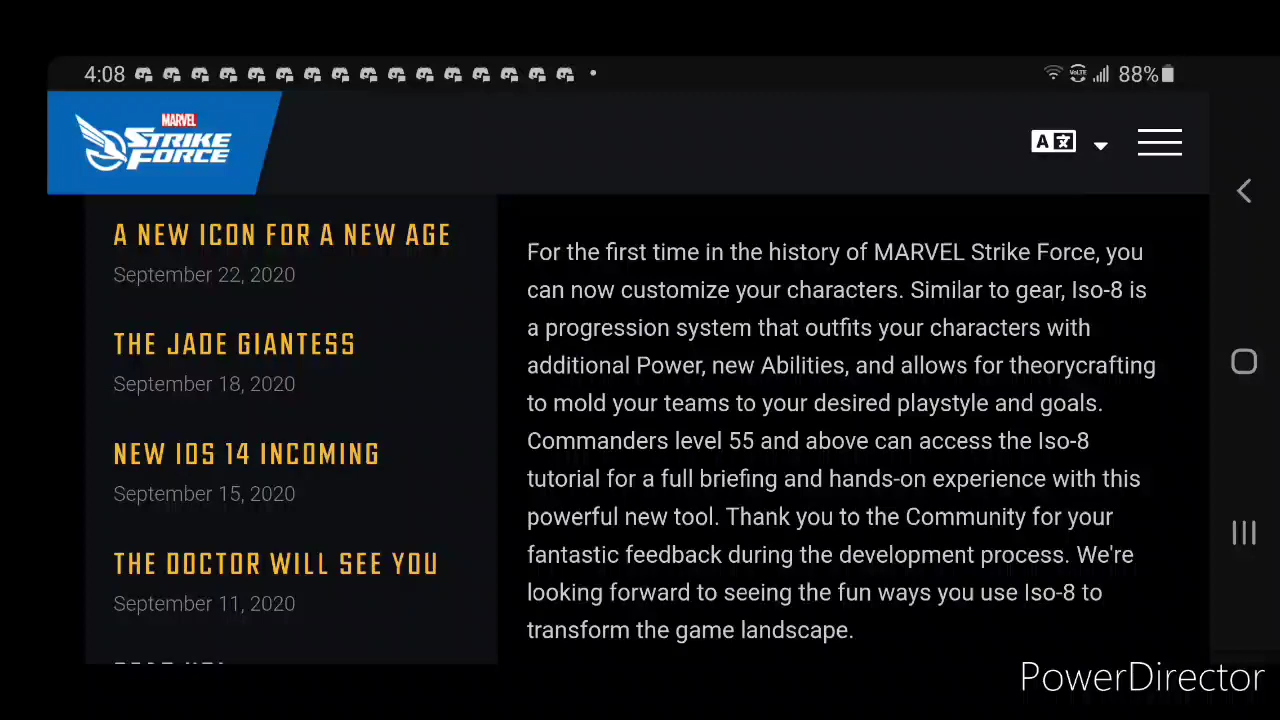 4:08
VoLTE
88%
MARVEL
STRIKE
FORCE
A 文
A NEW ICON FOR A NEW AGE
September 22, 2020
THE JADE GIANTESS
September 18, 2020
NEW IOS 14 INCOMING
September 15, 2020
THE DOCTOR WILL SEE YOU
September 11, 2020
For the first time in the history of MARVEL Strike Force, you
can now customize your characters. Similar to gear, Iso-8 is
a progression system that outfits your characters with
additional Power, new Abilities, and allows for theorycrafting
to mold your teams to your desired playstyle and goals.
Commanders level 55 and above can access the Iso-8
tutorial for a full briefing and hands-on experience with this
powerful new tool. Thank you to the Community for your
fantastic feedback during the development process. We're
looking forward to seeing the fun ways you use Iso-8 to
transform the game landscape.
PowerDirector